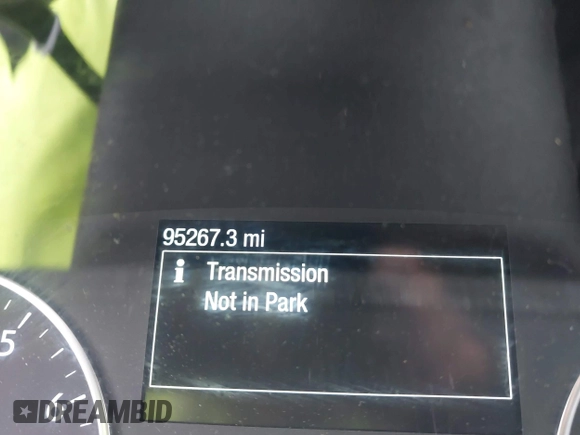 95267.3 mi
i Transmission
Not in Park
5
DREAMBID